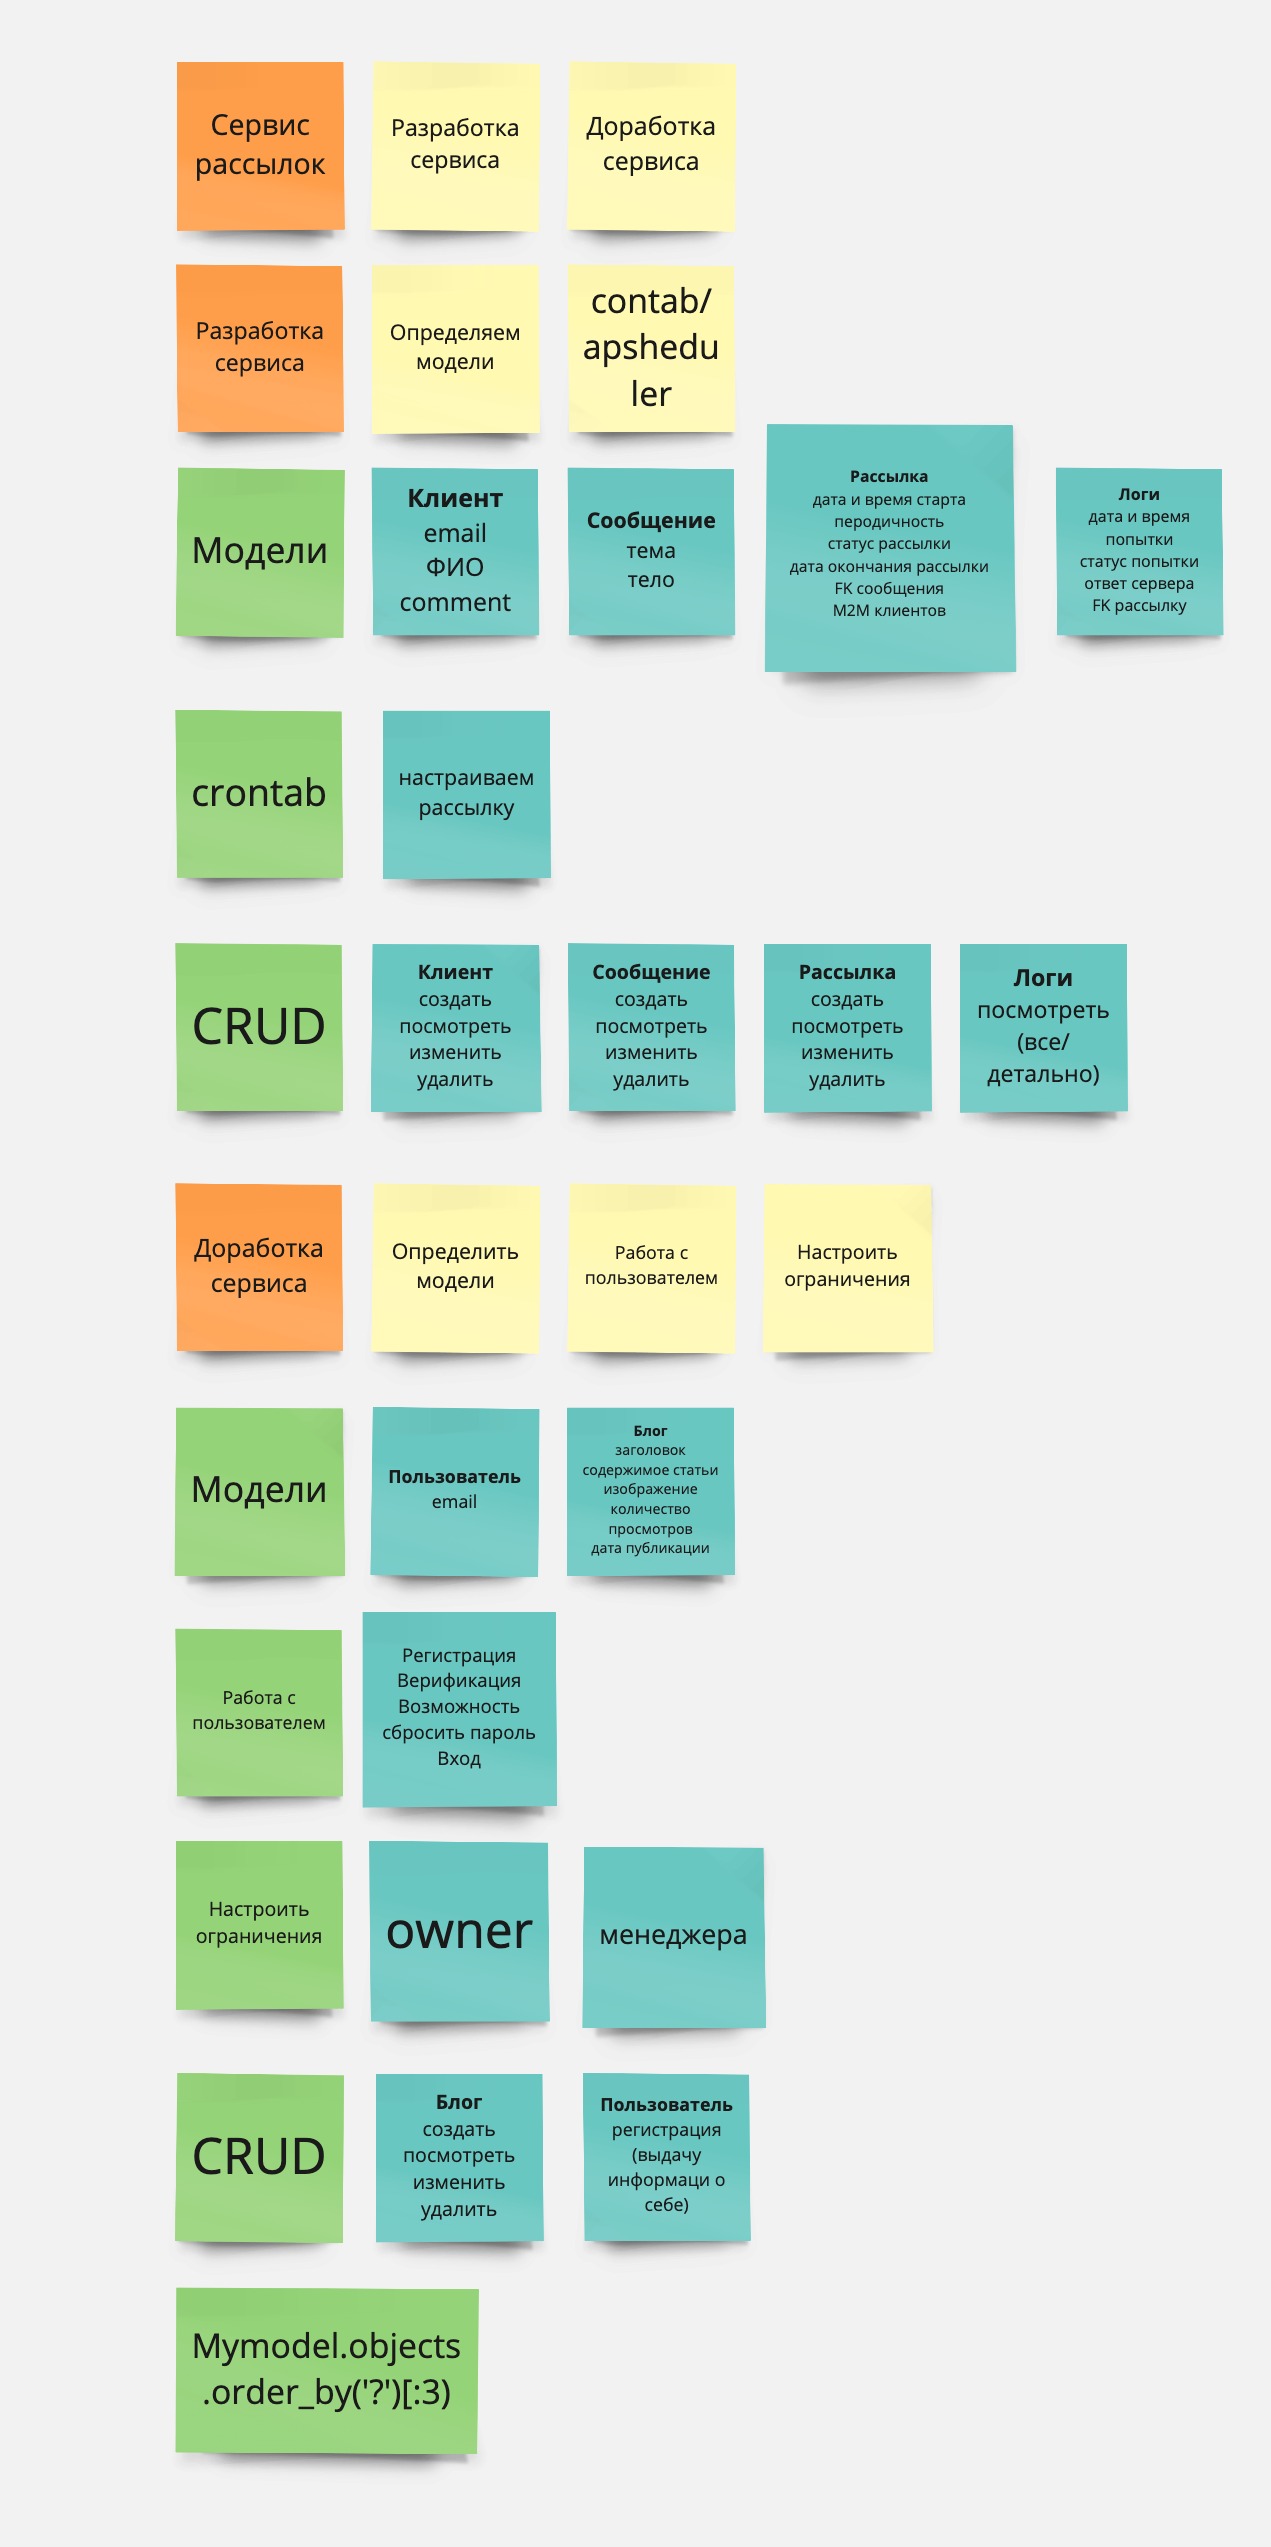 Сервис
рассылок
Разработка
сервиса
Доработка
сервиса
Разработка
сервиса
Определяем
модели
contab/
apshedu
ler
Модели
Клиент
email
ФИО
comment
Сообщение
тема
тело
Рассылка
дата и время старта
перодичность
статус рассылки
дата окончания рассылки
FK сообщения
M2M клиентов
Логи
дата и время
попытки
статус попытки
ответ сервера
FK рассылку
crontab
настраиваем
рассылку
CRUD
Клиент
создать
посмотреть
изменить
удалить
Сообщение
создать
посмотреть
изменить
удалить
Рассылка
создать
посмотреть
изменить
удалить
Логи
посмотреть
(все/
детально)
Доработка
сервиса
Определить
модели
Работа с
пользователем
Настроить
ограничения
Модели
Пользователь
email
Блог
заголовок
содержимое статьи
изображение
количество
просмотров
дата публикации
Работа с
пользователем
Регистрация
Верификация
Возможность
сбросить пароль
Вход
Настроить
ограничения
owner
менеджера
CRUD
Блог
создать
посмотреть
изменить
удалить
Пользователь
регистрация
(выдачу
информаци о
себе)
Mymodel.objects
.order_by('?')[:3)